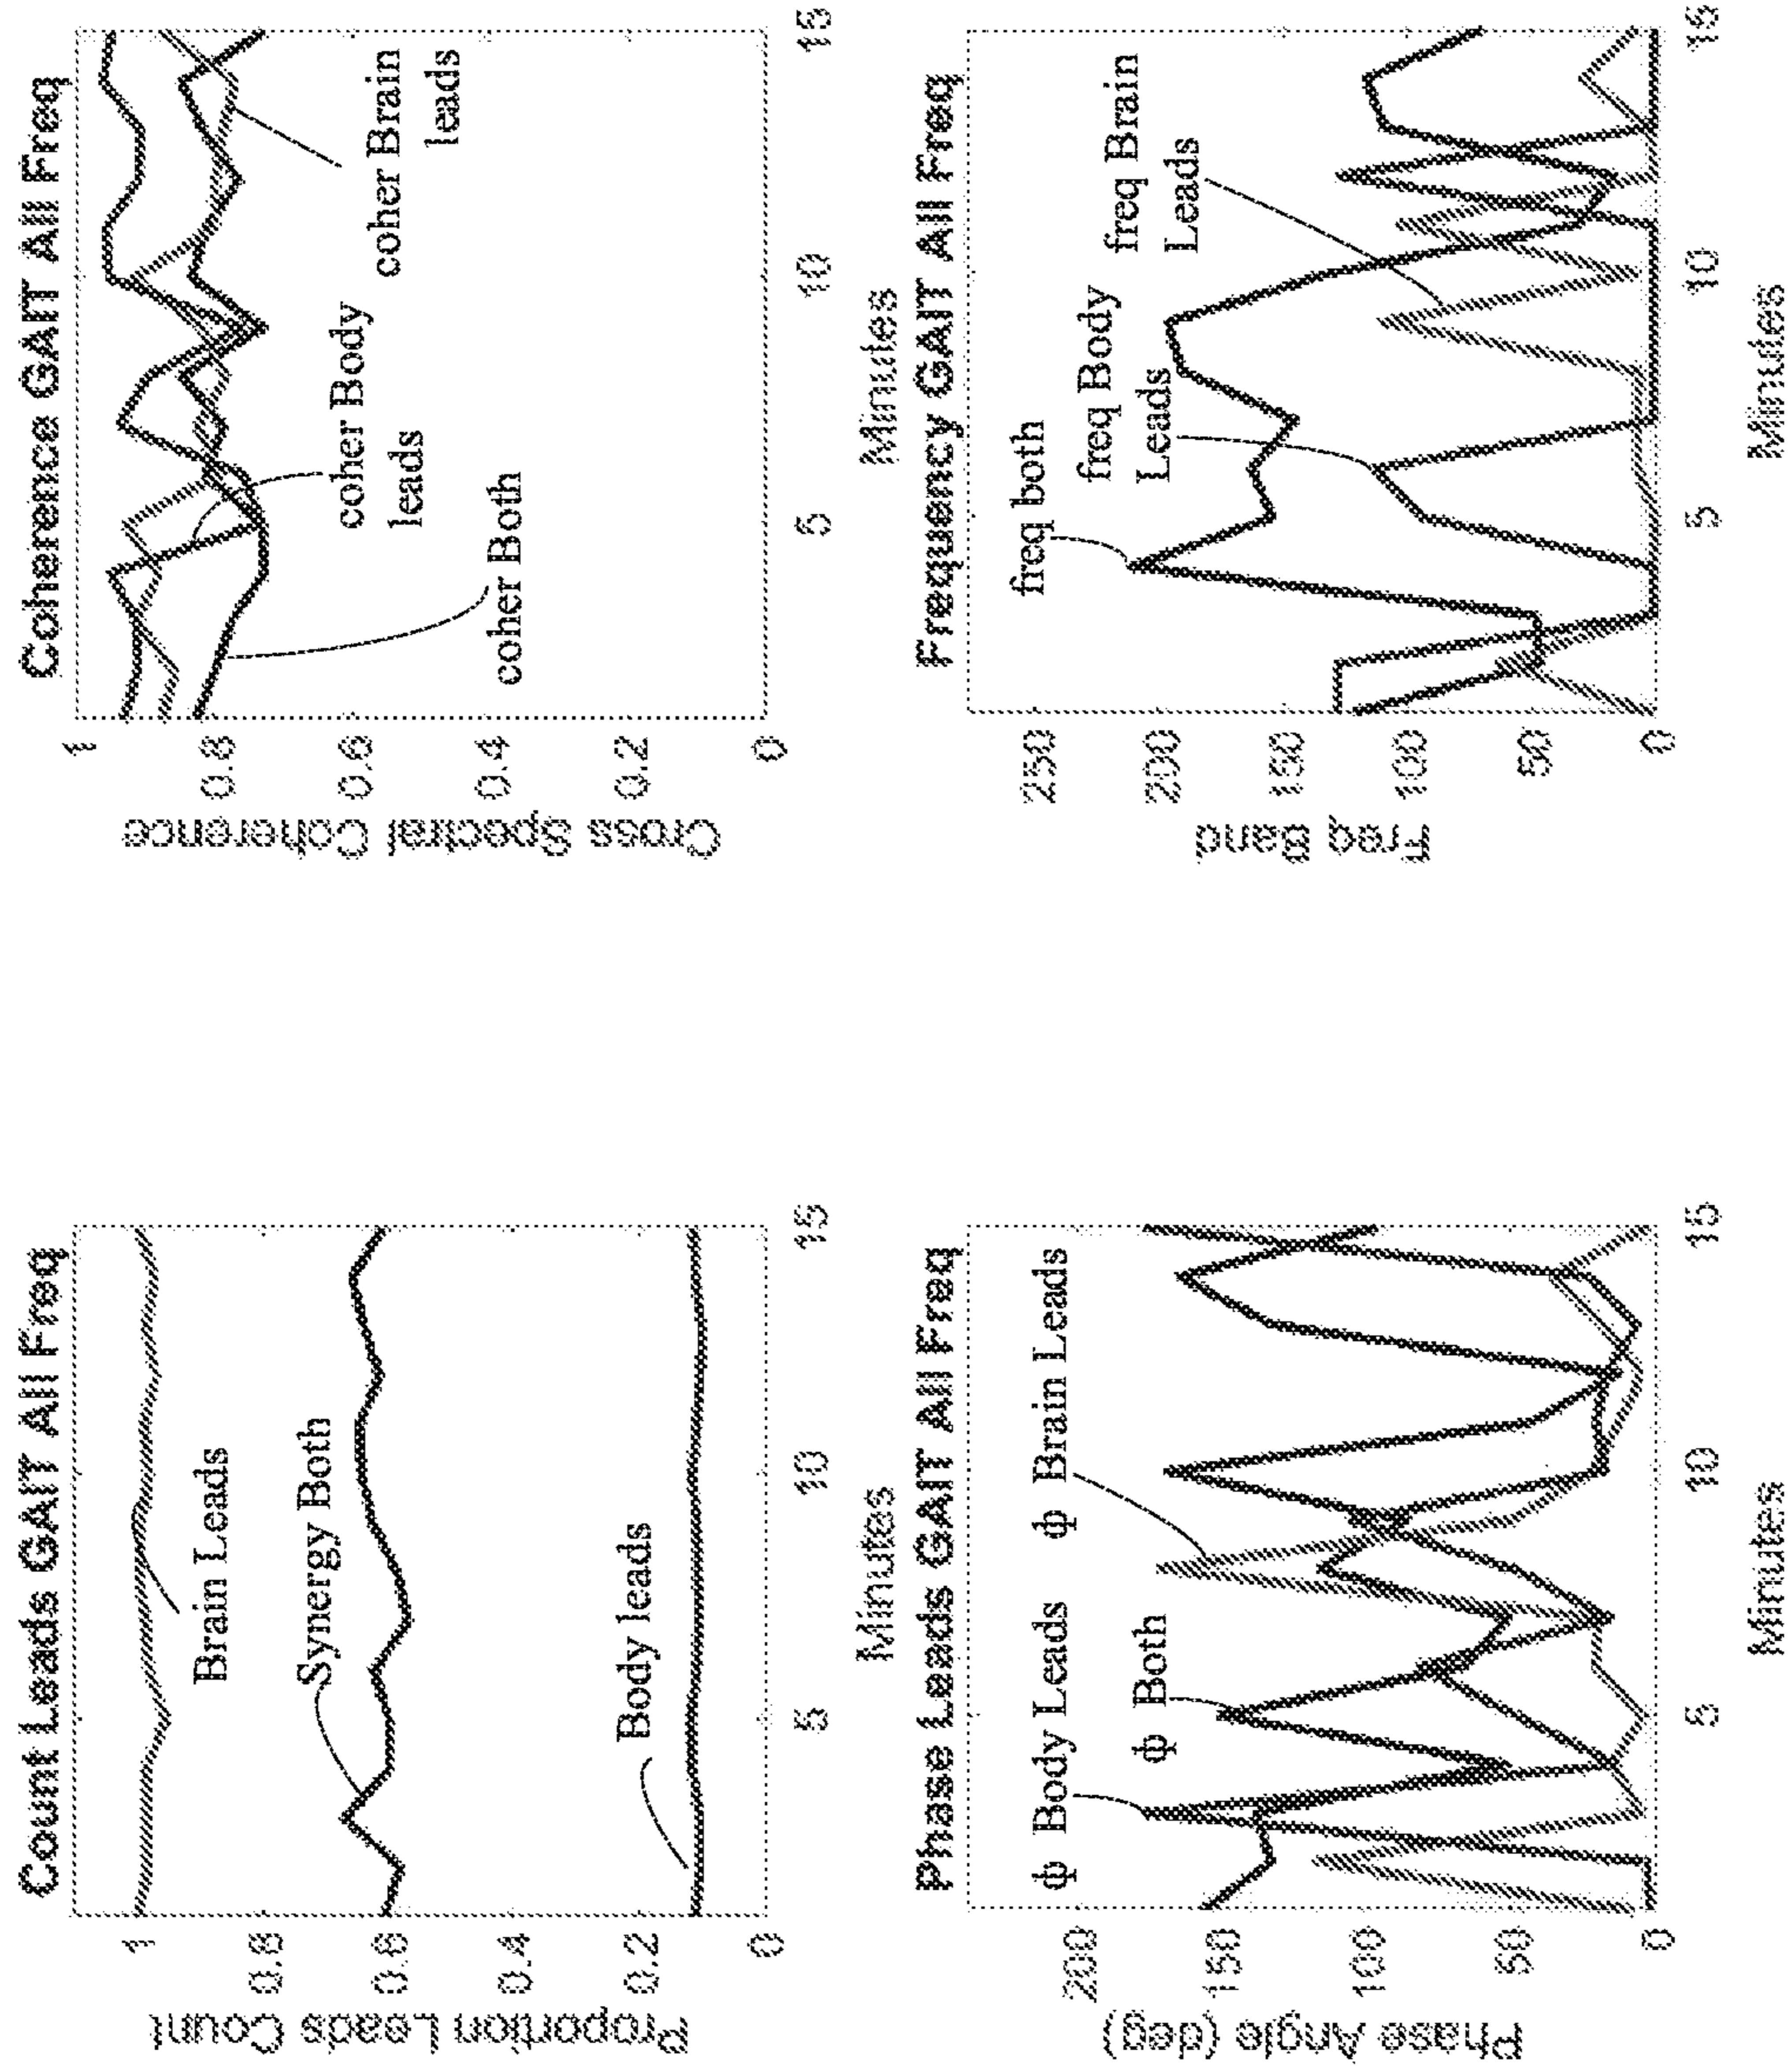 Count Leads GAIT All Freq
Proportion Leads Count
1
0.8
0.6
0.4
0.2
0
5
10
15
Minutes
Brain Leads
Synergy Both
Body leads
Coherence GAIT All Freq
Cross Spectral Coherence
1
0.8
0.6
0.4
0.2
0
5
10
15
Minutes
coher Body
leads
coher Both
coher Brain
leads
Phase Leads GAIT All Freq
Phase Angle (deg)
200
150
100
50
0
5
10
15
Minutes
ф Body Leads
ф Brain Leads
ф Both
Frequency GAIT All Freq
Freq Band
250
200
150
100
50
0
5
10
15
Minutes
freq both
freq Body
Leads
freq Brain
Leads